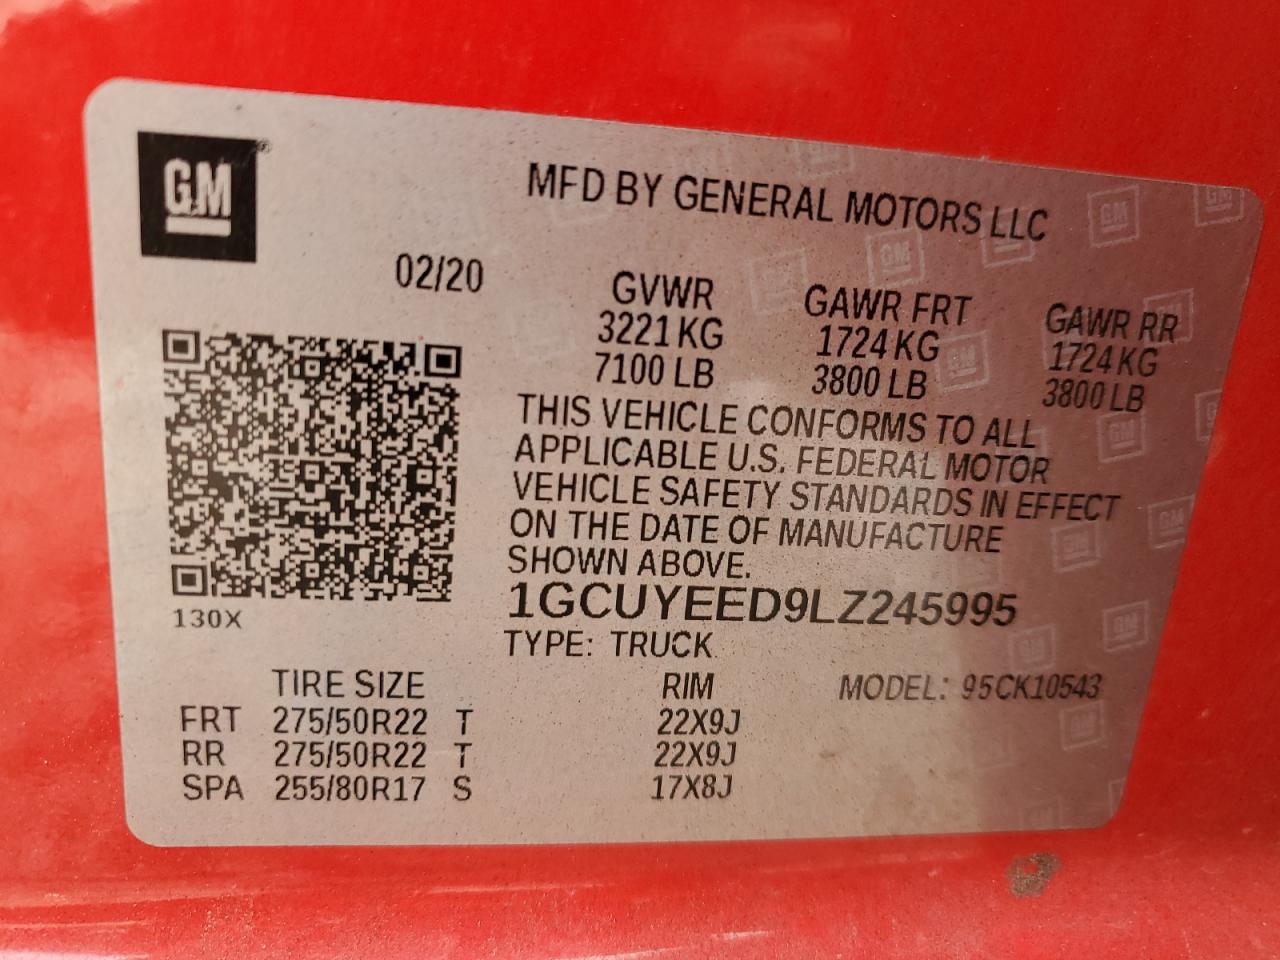 GM
MFD BY GENERAL MOTORS LLC
02/20
GVWR GAWR FRT GAWR RR
3221 KG 1724 KG 1724 KG
7100 LB 3800 LB 3800 LB
THIS VEHICLE CONFORMS TO ALL
APPLICABLE U.S. FEDERAL MOTOR
VEHICLE SAFETY STANDARDS IN EFFECT
ON THE DATE OF MANUFACTURE
SHOWN ABOVE.
130X
1GCUYEED9LZ245995
TYPE: TRUCK
TIRE SIZE RIM MODEL: 95CK10543
FRT 275/50R22 T 22X9J
RR 275/50R22 T 22X9J
SPA 255/80R17 S 17X8J